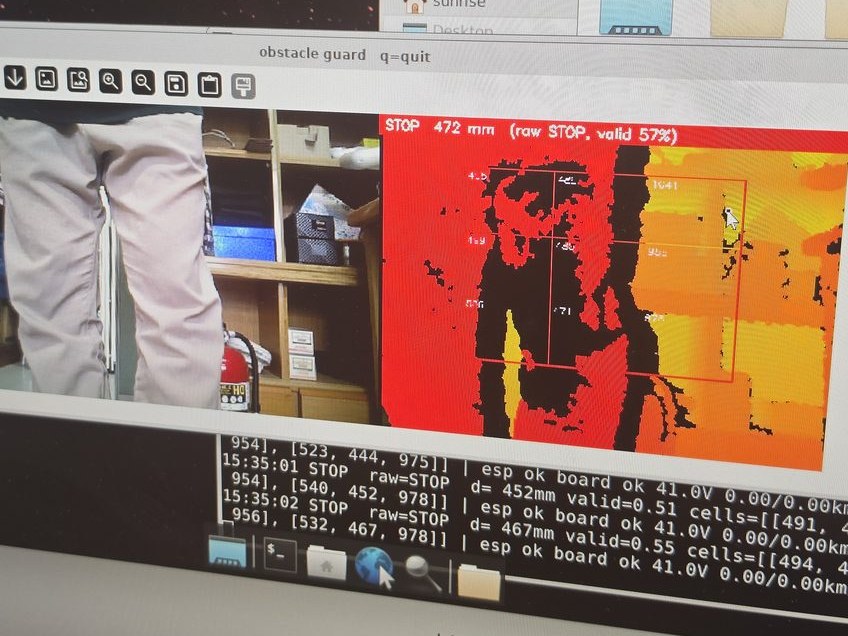 sunrise
Desktop
obstacle guard   q=quit
STOP  472 mm  (raw STOP, valid 57%)
1041
471
954], [523, 444, 975]] | esp ok board ok 41.0V 0.00/0.00km
15:35:01 STOP  raw=STOP  d= 452mm valid=0.51 cells=[[491, 4
954], [540, 452, 978]] | esp ok board ok 41.0V 0.00/0.00km
15:35:02 STOP  raw=STOP  d= 467mm valid=0.55 cells=[[494, 4
956], [532, 467, 978]] | esp ok board ok 41.0V 0.00/0.00km